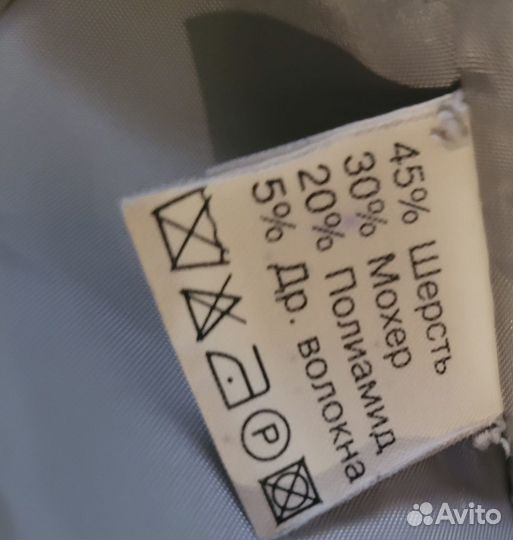 45% Шерсть
30% Мохер
20% Полиамид
5% Др. волокна
P
Avito